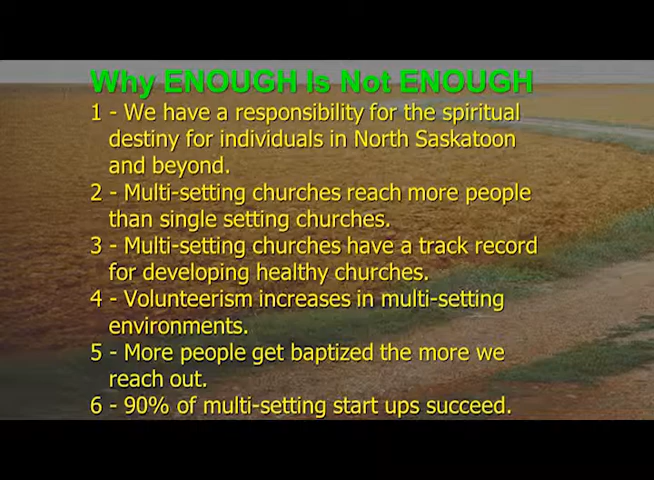 Why ENOUGH Is Not ENOUGH
1 - We have a responsibility for the spiritual
destiny for individuals in North Saskatoon
and beyond.
2 - Multi-setting churches reach more people
than single setting churches.
3 - Multi-setting churches have a track record
for developing healthy churches.
4 - Volunteerism increases in multi-setting
environments.
5 - More people get baptized the more we
reach out.
6 - 90% of multi-setting start ups succeed.